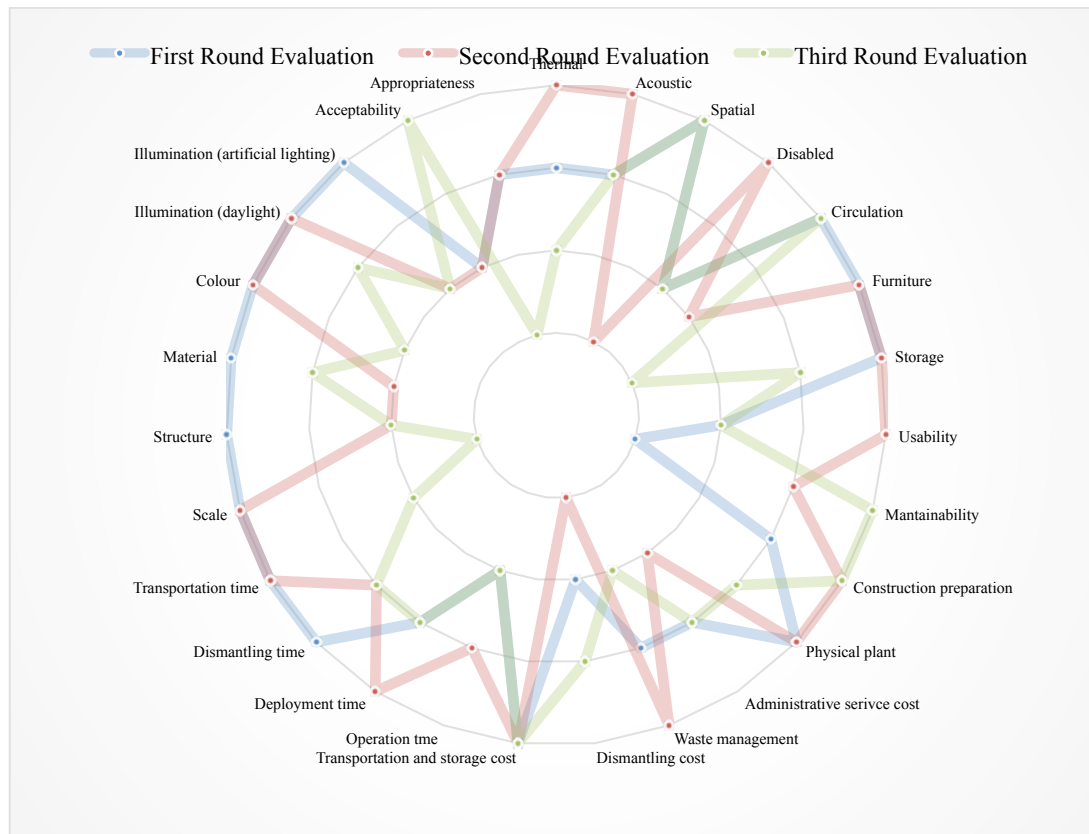 First Round Evaluation
Second Round Evaluation
Third Round Evaluation
Thermal
Acoustic
Spatial
Disabled
Circulation
Furniture
Storage
Usability
Mantainability
Construction preparation
Physical plant
Administrative serivce cost
Waste management
Dismantling cost
Transportation and storage cost
Operation tme
Deployment time
Dismantling time
Transportation time
Scale
Structure
Material
Colour
Illumination (daylight)
Illumination (artificial lighting)
Acceptability
Appropriateness